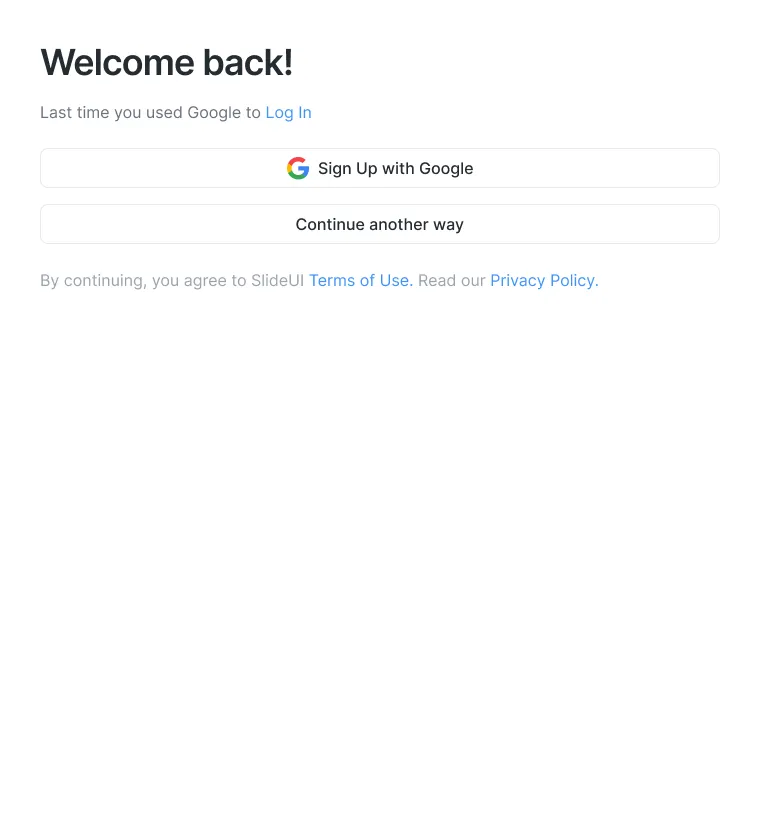 Welcome back!
Last time you used Google to Log In
Sign Up with Google
Continue another way
By continuing, you agree to SlideUI Terms of Use. Read our Privacy Policy.